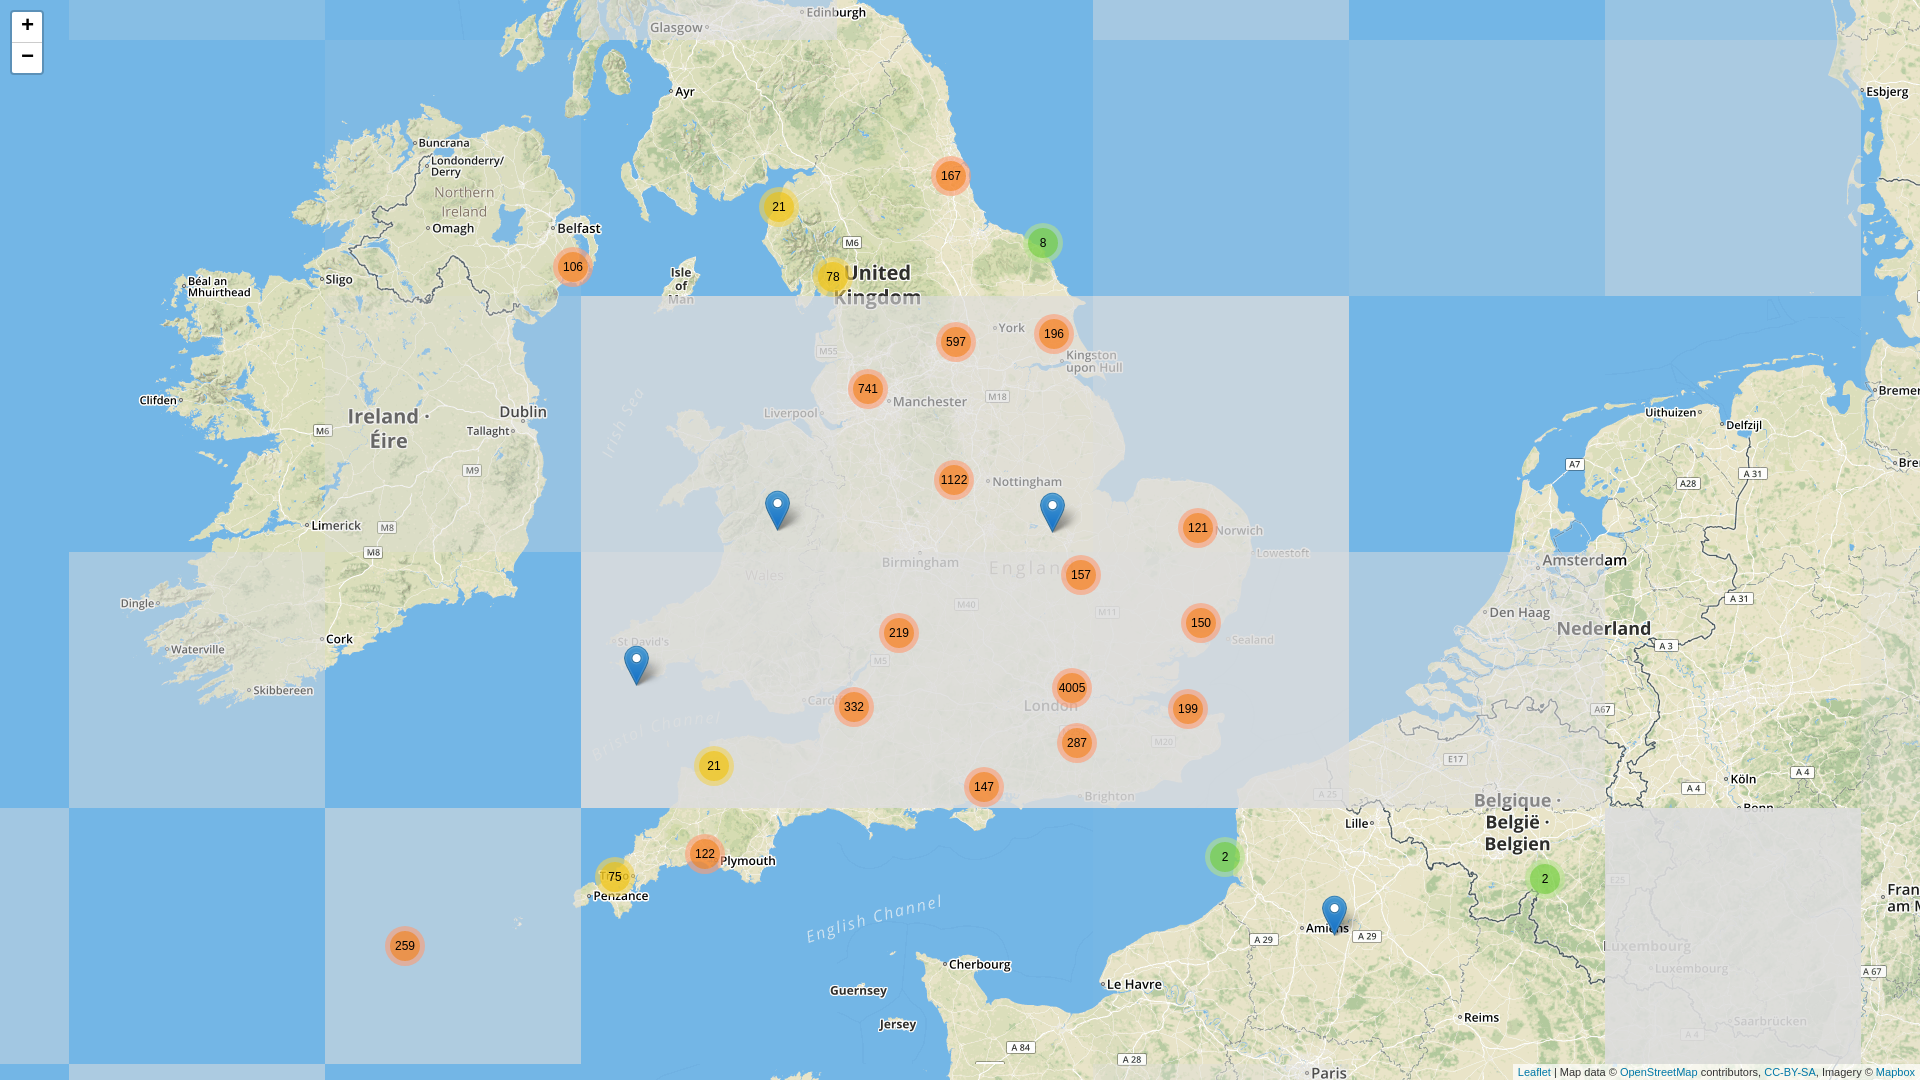 +
−
Glasgow
Edinburgh
Ayr
Esbjerg
Buncrana
Londonderry/
Derry
Northern
Ireland
Omagh
Belfast
167
21
8
M6
106
78
United
Kingdom
Isle
of
Man
Sligo
Béal an
Mhuirthead
597
York
196
M55
Kingston
upon Hull
741
Manchester
M18
Liverpool
Irish Sea
Clifden
Ireland ·
Éire
Dublin
Tallaght
M6
M9
Uithuizen
Delfzijl
A7
A 31
A28
1122
Nottingham
Limerick
M8
M8
121
Norwich
Lowestoft
Birmingham
Wales
157
M40
M11
219
150
Sealand
Amsterdam
A 31
Den Haag
Nederland
A 3
Dingle
Cork
Waterville
Skibbereen
St David's
M5
332
4005
London
199
A67
Bristol Channel
287
M20
E17
21
147
Brighton
A 25
Köln
A 4
A 4
Belgique ·
België ·
Belgien
Lille
122
Plymouth
75
Penzance
2
2
E25
259
English Channel
Amiens
A 29
A 29
Luxembourg
Luxembourg
A 67
Cherbourg
Guernsey
Le Havre
Jersey
Reims
Saarbrücken
A 4
A 84
A 28
Paris
Leaflet | Map data © OpenStreetMap contributors, CC-BY-SA, Imagery © Mapbox